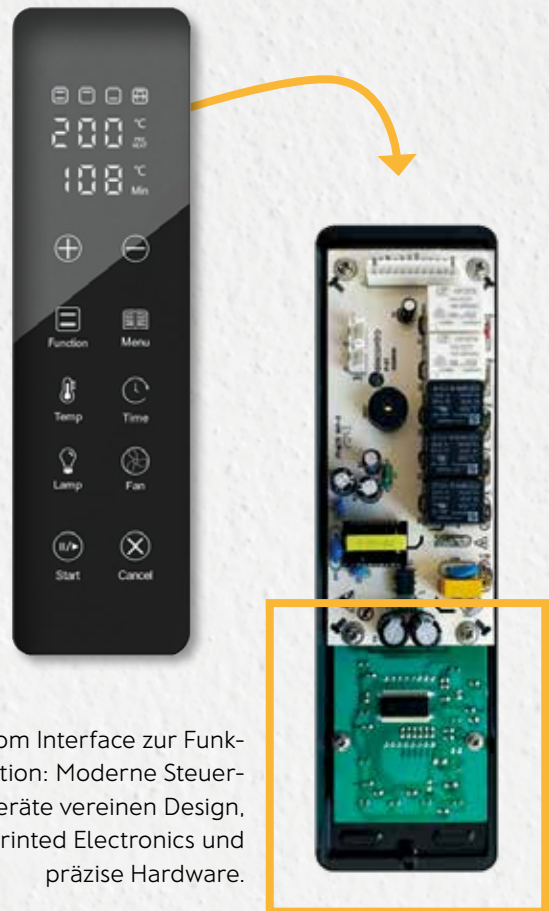 200 °C
108 °C
Min
Function Menu
Temp Time
Lamp Fan
II/▶
Start Cancel
om Interface zur Funk-
tion: Moderne Steuer-
eräte vereinen Design,
rinted Electronics und
präzise Hardware.